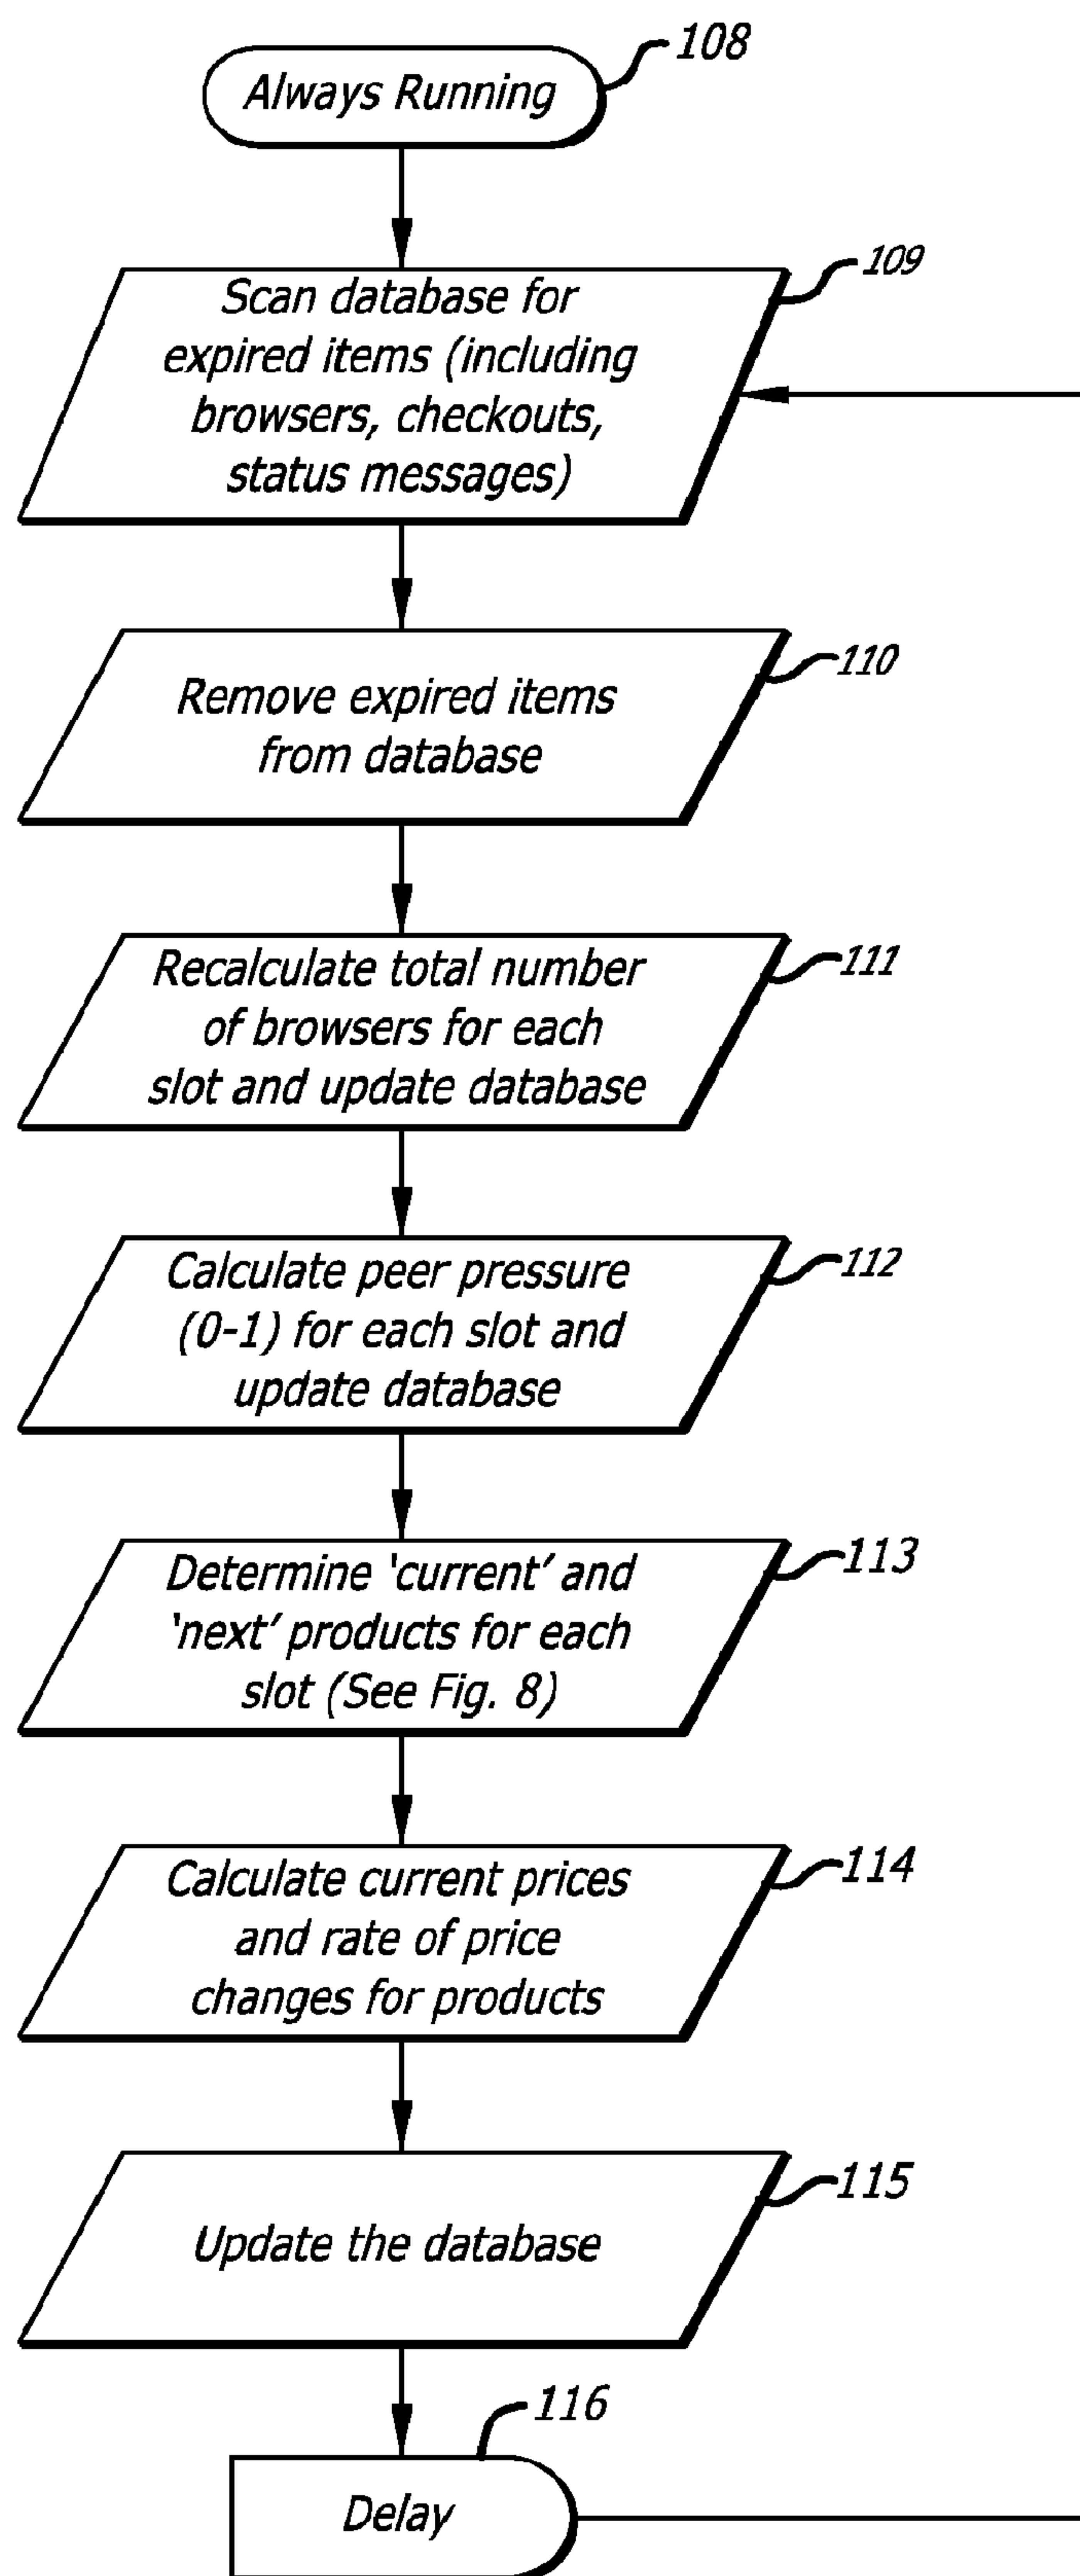 108
Always Running
109
Scan database for
expired items (including
browsers, checkouts,
status messages)
110
Remove expired items
from database
111
Recalculate total number
of browsers for each
slot and update database
112
Calculate peer pressure
(0-1) for each slot and
update database
113
Determine ‘current’ and
‘next’ products for each
slot (See Fig. 8)
114
Calculate current prices
and rate of price
changes for products
115
Update the database
116
Delay